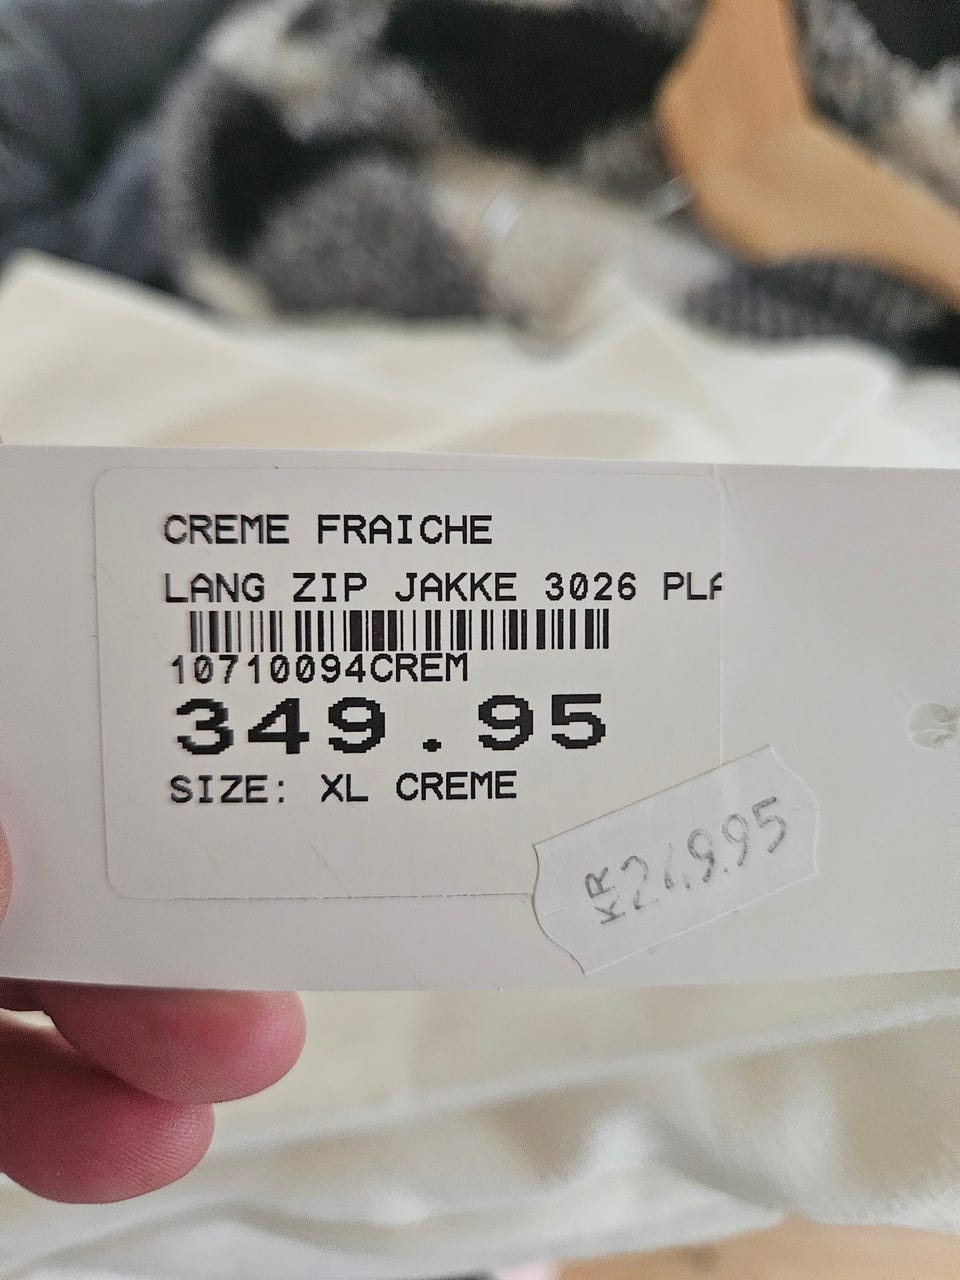 CREME FRAICHE
LANG ZIP JAKKE 3026 PLA
10710094CREM
349.95
SIZE: XL CREME
KR 249.95